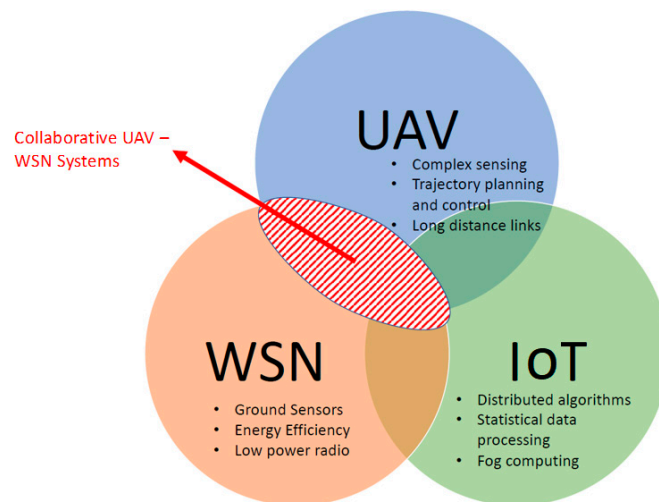 UAV
• Complex sensing
• Trajectory planning
and control
• Long distance links
Collaborative UAV –
WSN Systems
WSN
• Ground Sensors
• Energy Efficiency
• Low power radio
IoT
• Distributed algorithms
• Statistical data
processing
• Fog computing